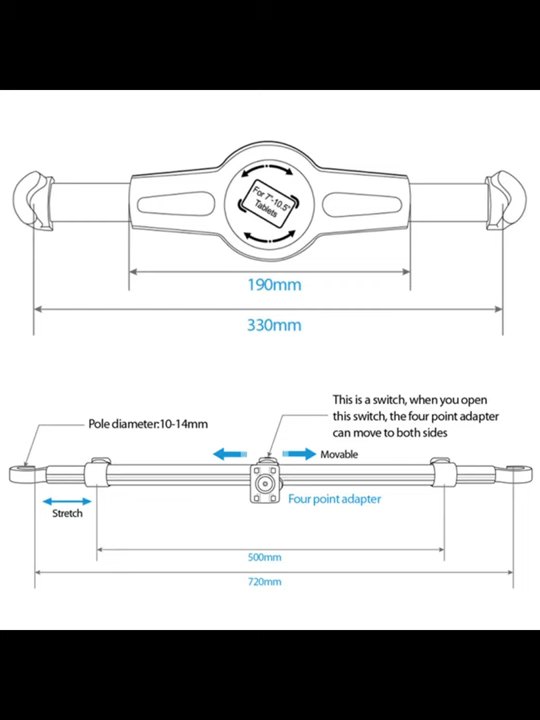 For 7"-10.5"
Tablets
190mm
330mm
This is a switch, when you open
this switch, the four point adapter
can move to both sides
Pole diameter:10-14mm
Movable
Four point adapter
Stretch
500mm
720mm